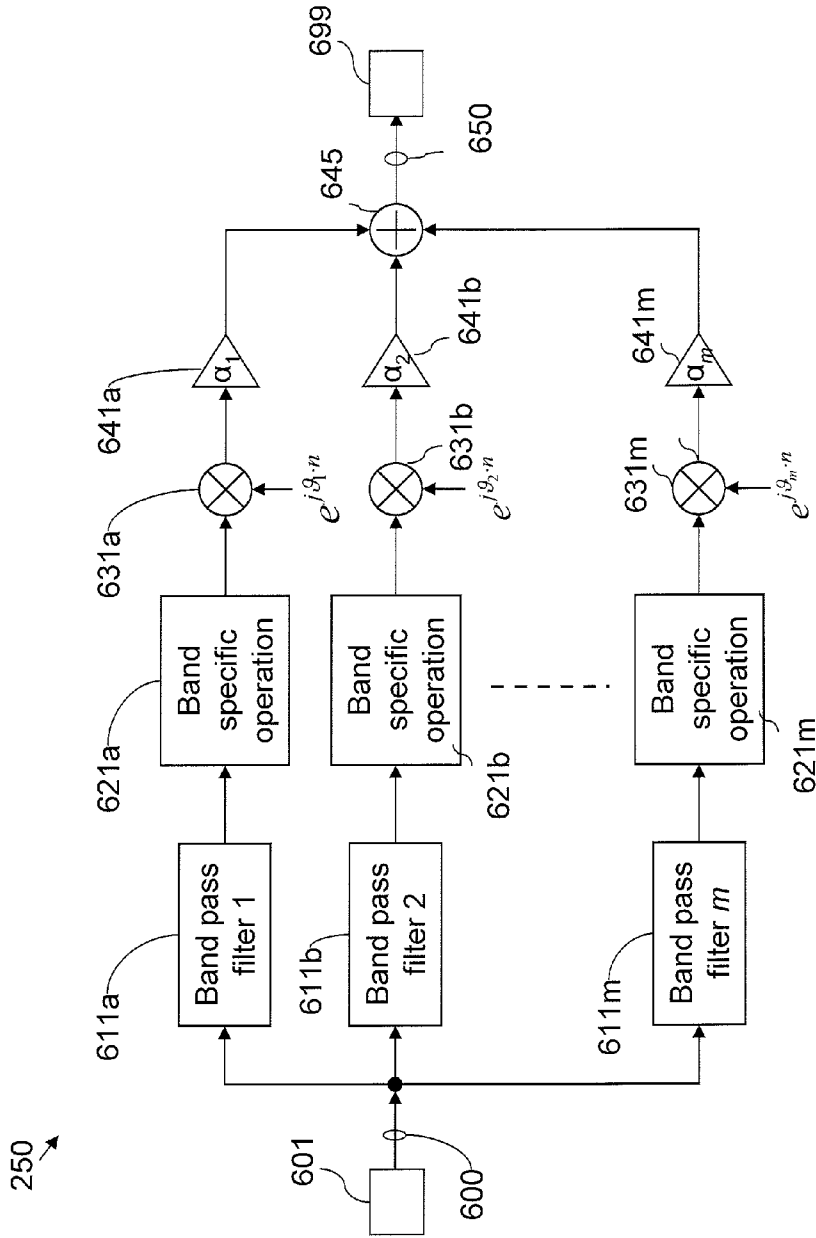 250
601
600
611a
Band pass
filter 1
621a
Band
specific
operation
631a
e^{jϑ₁·n}
641a
α₁
611b
Band pass
filter 2
621b
Band
specific
operation
631b
e^{jϑ₂·n}
641b
α₂
611m
Band pass
filter m
621m
Band
specific
operation
631m
e^{jϑₘ·n}
641m
αₘ
645
650
699